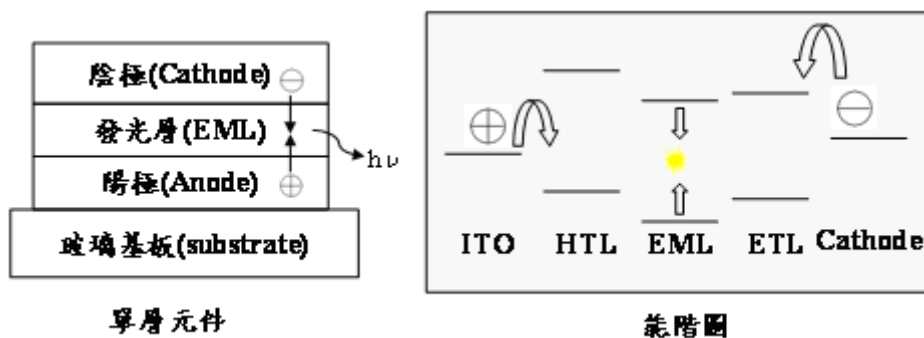 陰極(Cathode)
發光層(EML)
hν
陽極(Anode)
玻璃基板(substrate)
單層元件
ITO HTL EML ETL Cathode
能階圖